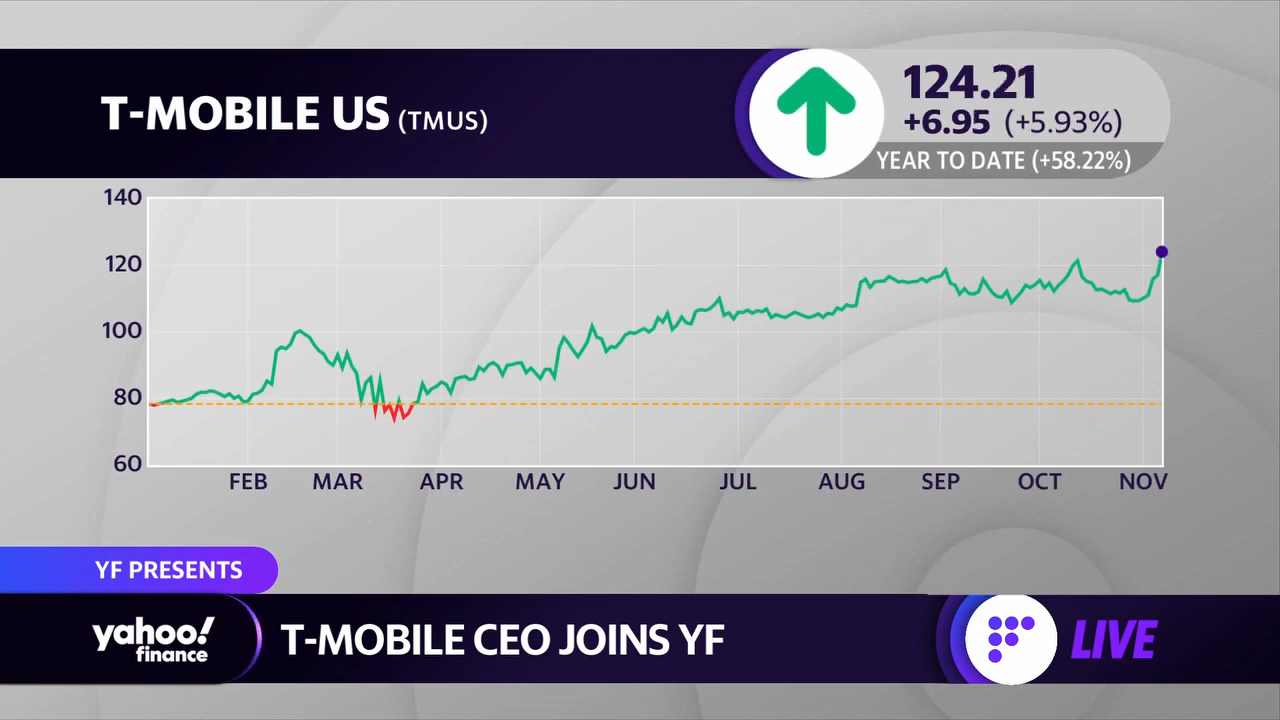 T-MOBILE US (TMUS)
124.21
+6.95 (+5.93%)
YEAR TO DATE (+58.22%)
140
120
100
80
60
FEB MAR APR MAY JUN JUL AUG SEP OCT NOV
YF PRESENTS
yahoo!
finance
T-MOBILE CEO JOINS YF
LIVE